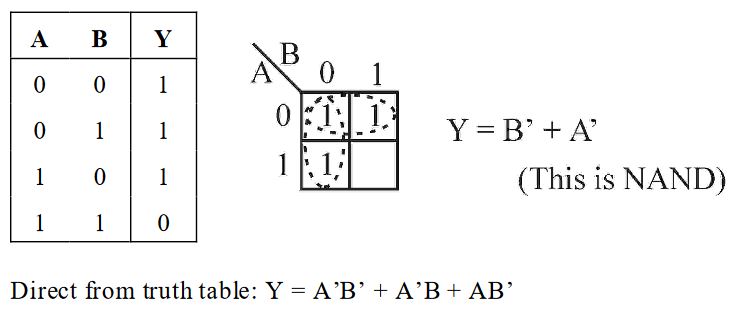 A B Y
0 0 1
0 1 1
1 0 1
1 1 0
B
A 0 1
0 1 1
1 1
Y = B’ + A’
(This is NAND)
Direct from truth table: Y = A’B’ + A’B + AB’